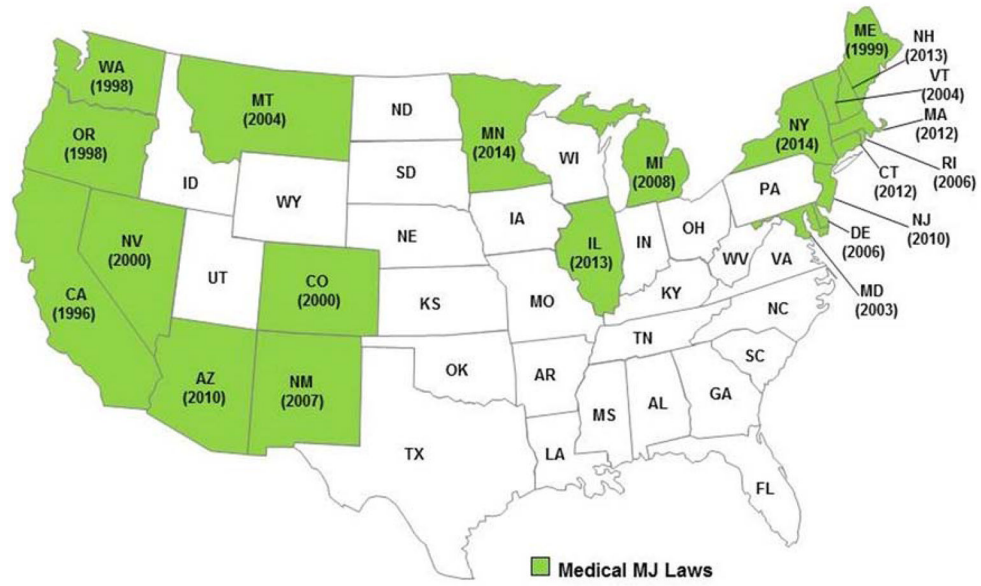 WA
(1998)
OR
(1998)
CA
(1996)
NV
(2000)
ID
MT
(2004)
WY
UT
CO
(2000)
AZ
(2010)
NM
(2007)
ND
SD
NE
KS
OK
TX
MN
(2014)
IA
MO
AR
LA
WI
IL
(2013)
MI
(2008)
IN
OH
KY
TN
MS
AL
GA
FL
SC
NC
VA
WV
PA
NY
(2014)
ME
(1999)
NH
(2013)
VT
(2004)
MA
(2012)
RI
(2006)
CT
(2012)
NJ
(2010)
DE
(2006)
MD
(2003)
Medical MJ Laws